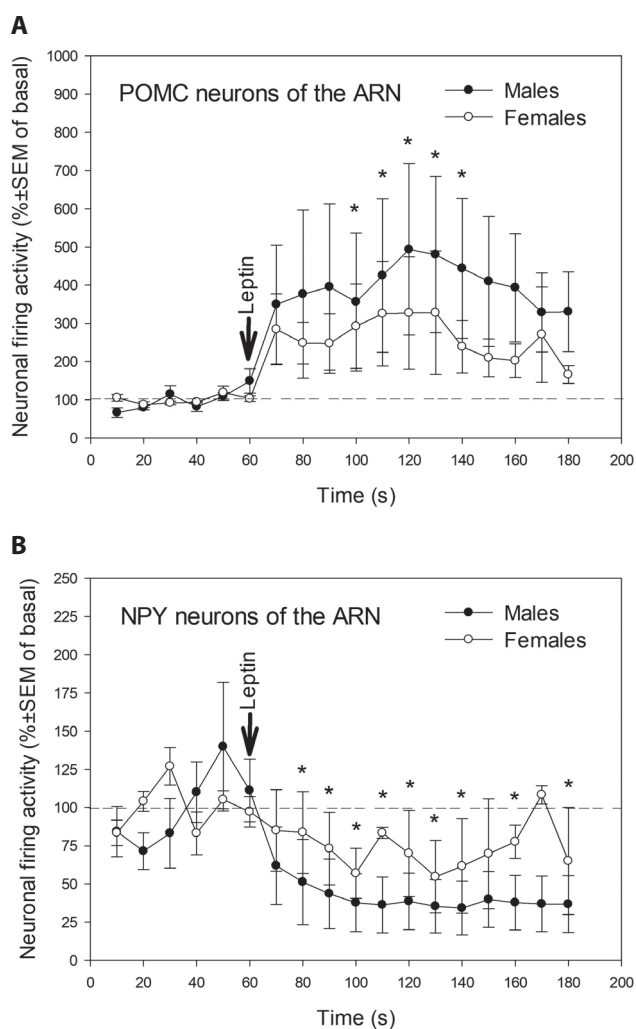 A
POMC neurons of the ARN
Males
Females
Neuronal firing activity (%±SEM of basal)
1000
900
800
700
600
500
400
300
200
100
0
* * * * *
Leptin
0 20 40 60 80 100 120 140 160 180 200
Time (s)
B
NPY neurons of the ARN
Males
Females
Neuronal firing activity (%±SEM of basal)
250
225
200
175
150
125
100
75
50
25
0
Leptin
* * * * * * * * *
0 20 40 60 80 100 120 140 160 180 200
Time (s)